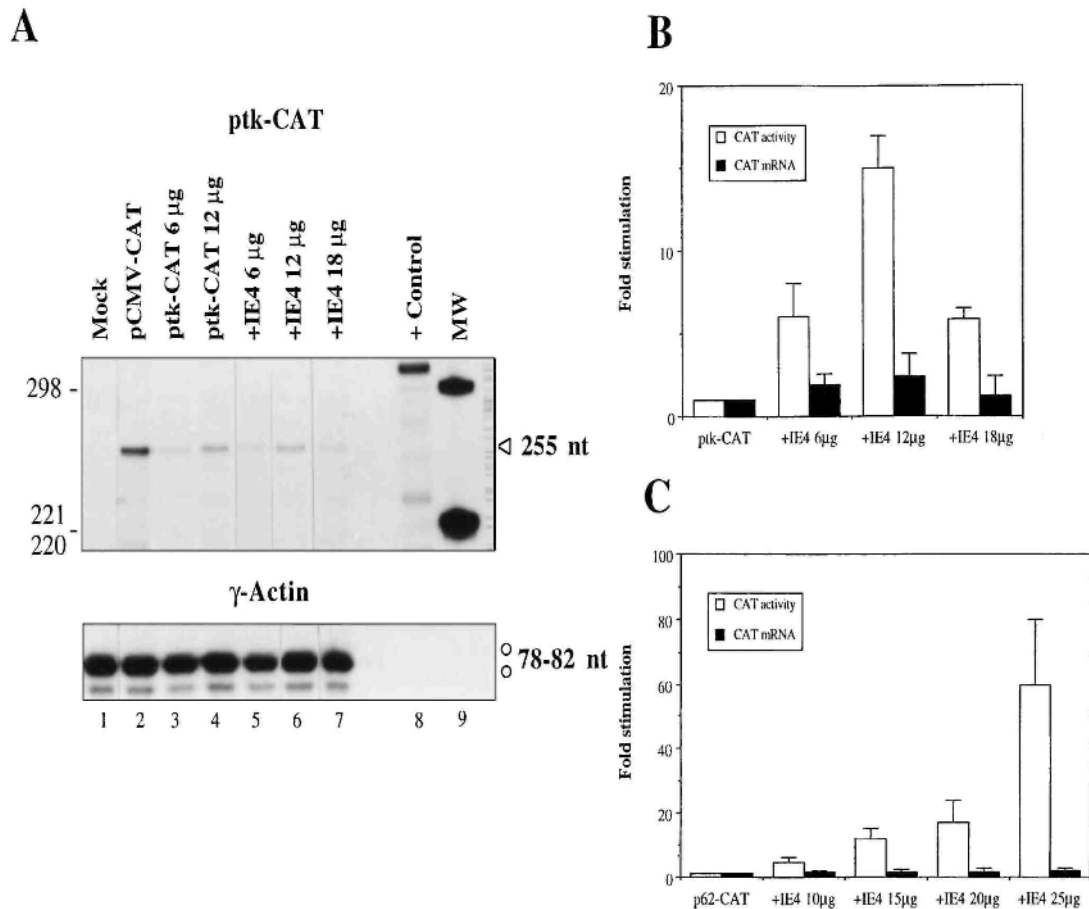 A
ptk-CAT
Mock
pCMV-CAT
ptk-CAT 6 µg
ptk-CAT 12 µg
+IE4 6 µg
+IE4 12 µg
+IE4 18 µg
+ Control
MW
298 -
221 -
220
255 nt
γ-Actin
78-82 nt
1 2 3 4 5 6 7 8 9
B
Fold stimulation
20
10
0
CAT activity
CAT mRNA
ptk-CAT +IE4 6µg +IE4 12µg +IE4 18µg
C
Fold stimulation
100
80
60
40
20
0
CAT activity
CAT mRNA
p62-CAT +IE4 10µg +IE4 15µg +IE4 20µg +IE4 25µg